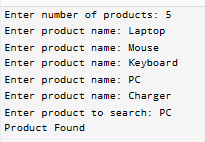 Enter number of products: 5
Enter product name: Laptop
Enter product name: Mouse
Enter product name: Keyboard
Enter product name: PC
Enter product name: Charger
Enter product to search: PC
Product Found